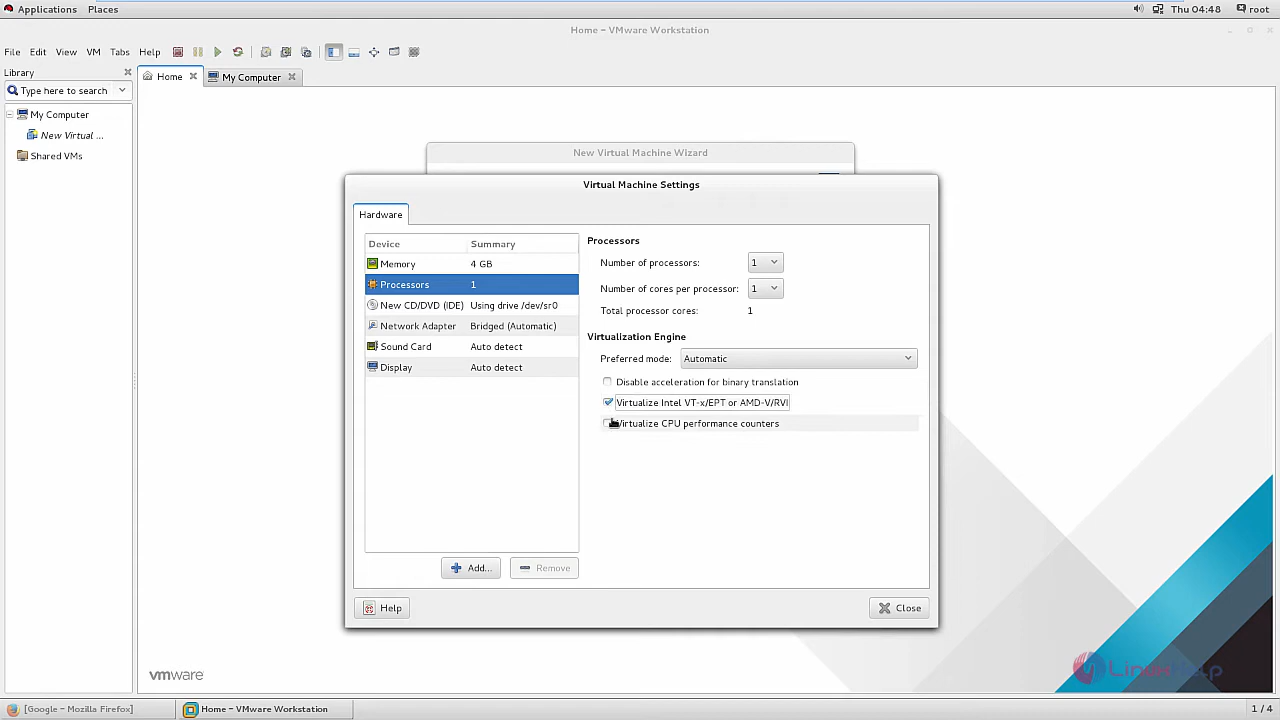 Applications Places Thu 04:48 root
Home - VMware Workstation
File Edit View VM Tabs Help
Library
Type here to search
Home My Computer
My Computer
New Virtual ...
Shared VMs
New Virtual Machine Wizard
Virtual Machine Settings
Hardware
Device Summary
Memory 4 GB
Processors 1
New CD/DVD (IDE) Using drive /dev/sr0
Network Adapter Bridged (Automatic)
Sound Card Auto detect
Display Auto detect
Processors
Number of processors: 1
Number of cores per processor: 1
Total processor cores: 1
Virtualization Engine
Preferred mode: Automatic
Disable acceleration for binary translation
Virtualize Intel VT-x/EPT or AMD-V/RVI
Virtualize CPU performance counters
Add... Remove
Help Close
vmware
LinuxHelp
[Google - Mozilla Firefox] Home - VMware Workstation 1 / 4